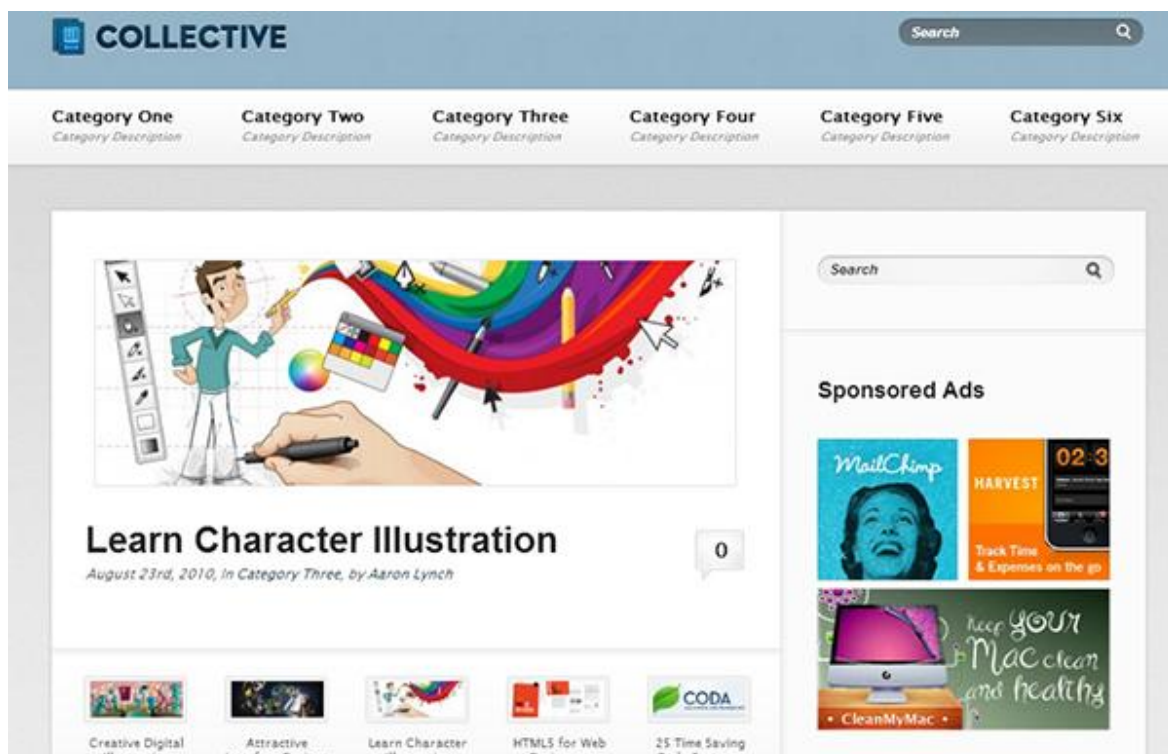 COLLECTIVE
Search
Category One
Category Description
Category Two
Category Description
Category Three
Category Description
Category Four
Category Description
Category Five
Category Description
Category Six
Category Description
Search
Sponsored Ads
MailChimp
HARVEST
02 3
Track Time
& Expenses on the go
Keep YOUR
Mac clean
and healthy
• CleanMyMac •
Learn Character Illustration
0
August 23rd, 2010, in Category Three, by Aaron Lynch
CODA
Creative Digital
Attractive
Learn Character
HTML5 for Web
25 Time Saving